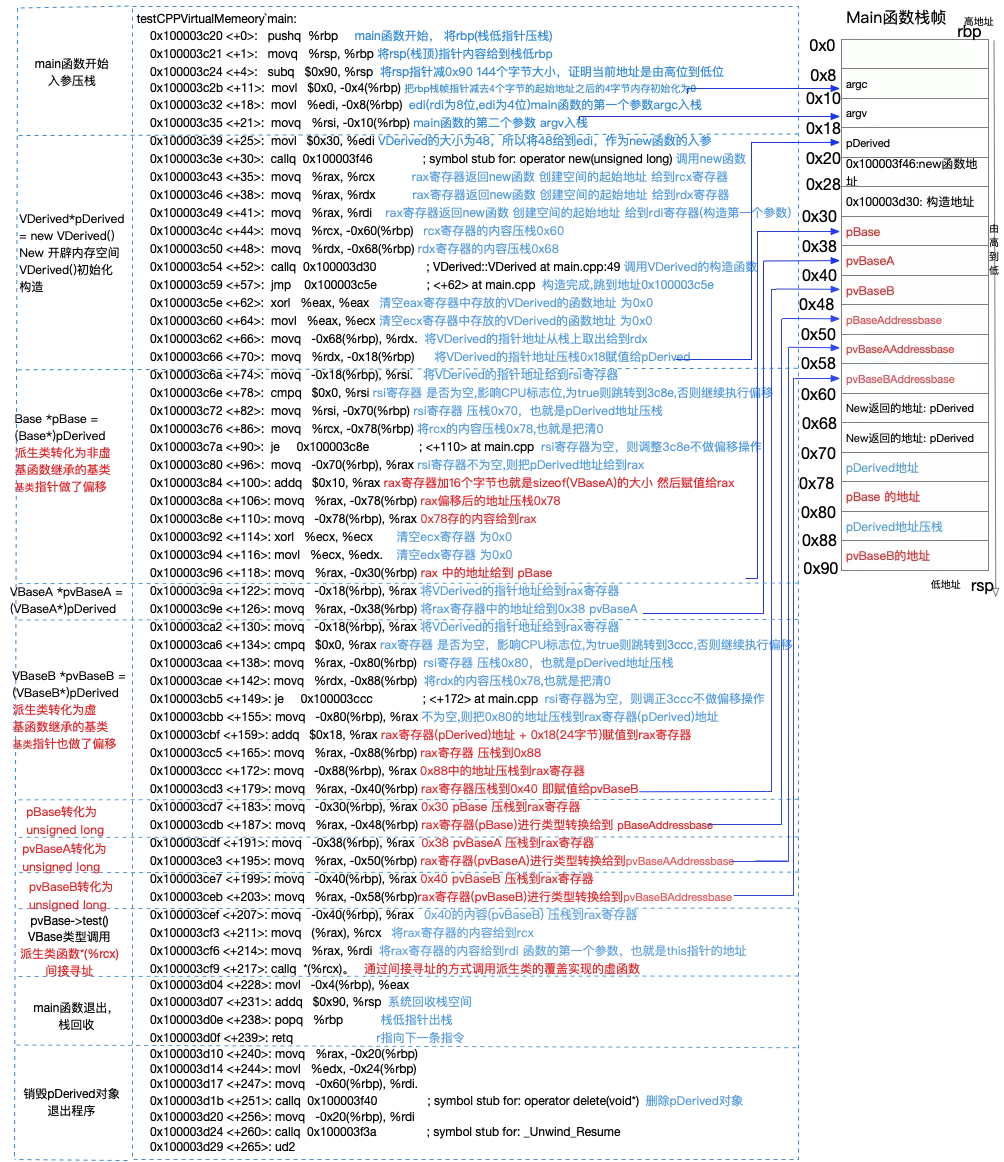 testCPPVirtualMemeory`main:
main函数开始
入参压栈
0x100003c20 <+0>: pushq %rbp main函数开始， 将rbp(栈低指针压栈)
0x100003c21 <+1>: movq %rsp, %rbp 将rsp(栈顶)指针内容给到栈低rbp
0x100003c24 <+4>: subq $0x90, %rsp 将rsp指针减0x90 144个字节大小，证明当前地址是由高位到低位
0x100003c2b <+11>: movl $0x0, -0x4(%rbp) 把rbp栈帧指针减去4个字节的起始地址之后的4字节内存初始化为0
0x100003c32 <+18>: movl %edi, -0x8(%rbp) edi(rdi为8位,edi为4位)main函数的第一个参数argc入栈
0x100003c35 <+21>: movq %rsi, -0x10(%rbp) main函数的第二个参数 argv入栈
VDerived*pDerived
= new VDerived()
New 开辟内存空间
VDerived()初始化
构造
0x100003c39 <+25>: movl $0x30, %edi VDerived的大小为48，所以将48给到edi，作为new函数的入参
0x100003c3e <+30>: callq 0x100003f46 ; symbol stub for: operator new(unsigned long) 调用new函数
0x100003c43 <+35>: movq %rax, %rcx rax寄存器返回new函数 创建空间的起始地址 给到rcx寄存器
0x100003c46 <+38>: movq %rax, %rdx rax寄存器返回new函数 创建空间的起始地址 给到rdx寄存器
0x100003c49 <+41>: movq %rax, %rdi rax寄存器返回new函数 创建空间的起始地址 给到rdi寄存器(构造第一个参数)
0x100003c4c <+44>: movq %rcx, -0x60(%rbp) rcx寄存器的内容压栈0x60
0x100003c50 <+48>: movq %rdx, -0x68(%rbp) rdx寄存器的内容压栈0x68
0x100003c54 <+52>: callq 0x100003d30 ; VDerived::VDerived at main.cpp:49 调用VDerived的构造函数
0x100003c59 <+57>: jmp 0x100003c5e ; <+62> at main.cpp 构造完成,跳到地址0x100003c5e
0x100003c5e <+62>: xorl %eax, %eax 清空eax寄存器中存放的VDerived的函数地址 为0x0
0x100003c60 <+64>: movl %eax, %ecx 清空ecx寄存器中存放的VDerived的函数地址 为0x0
0x100003c62 <+66>: movq -0x68(%rbp), %rdx. 将VDerived的指针地址从栈上取出给到rdx
0x100003c66 <+70>: movq %rdx, -0x18(%rbp) 将VDerived的指针地址压栈0x18赋值给pDerived
Base *pBase =
(Base*)pDerived
派生类转化为非虚
基函数继承的基类
基类指针做了偏移
0x100003c6a <+74>: movq -0x18(%rbp), %rsi. 将VDerived的指针地址给到rsi寄存器
0x100003c6e <+78>: cmpq $0x0, %rsi rsi寄存器 是否为空,影响CPU标志位,为true则跳转到3c8e,否则继续执行偏移
0x100003c72 <+82>: movq %rsi, -0x70(%rbp) rsi寄存器 压栈0x70，也就是pDerived地址压栈
0x100003c76 <+86>: movq %rcx, -0x78(%rbp) 将rcx的内容压栈0x78,也就是把清0
0x100003c7a <+90>: je 0x100003c8e ; <+110> at main.cpp rsi寄存器为空，则调整3c8e不做偏移操作
0x100003c80 <+96>: movq -0x70(%rbp), %rax rsi寄存器不为空,则把pDerived地址给到rax
0x100003c84 <+100>: addq $0x10, %rax rax寄存器加16个字节也就是sizeof(VBaseA)的大小 然后赋值给rax
0x100003c8a <+106>: movq %rax, -0x78(%rbp) rax偏移后的地址压栈0x78
0x100003c8e <+110>: movq -0x78(%rbp), %rax 0x78存的内容给到rax
0x100003c92 <+114>: xorl %ecx, %ecx 清空ecx寄存器 为0x0
0x100003c94 <+116>: movl %ecx, %edx. 清空edx寄存器 为0x0
0x100003c96 <+118>: movq %rax, -0x30(%rbp) rax 中的地址给到 pBase
VBaseA *pvBaseA =
(VBaseA*)pDerived
0x100003c9a <+122>: movq -0x18(%rbp), %rax 将VDerived的指针地址给到rax寄存器
0x100003c9e <+126>: movq %rax, -0x38(%rbp) 将rax寄存器中的地址给到0x38 pvBaseA
VBaseB *pvBaseB =
(VBaseB*)pDerived
派生类转化为虚
基函数继承的基类
基类指针也做了偏移
0x100003ca2 <+130>: movq -0x18(%rbp), %rax 将VDerived的指针地址给到rax寄存器
0x100003ca6 <+134>: cmpq $0x0, %rax rax寄存器 是否为空，影响CPU标志位,为true则跳转到3ccc,否则继续执行偏移
0x100003caa <+138>: movq %rax, -0x80(%rbp) rsi寄存器 压栈0x80，也就是pDerived地址压栈
0x100003cae <+142>: movq %rdx, -0x88(%rbp) 将rdx的内容压栈0x78,也就是把清0
0x100003cb5 <+149>: je 0x100003ccc ; <+172> at main.cpp rsi寄存器为空，则调正3ccc不做偏移操作
0x100003cbb <+155>: movq -0x80(%rbp), %rax 不为空,则把0x80的地址压栈到rax寄存器(pDerived)地址
0x100003cbf <+159>: addq $0x18, %rax rax寄存器(pDerived)地址 + 0x18(24字节)赋值到rax寄存器
0x100003cc5 <+165>: movq %rax, -0x88(%rbp) rax寄存器 压栈到0x88
0x100003ccc <+172>: movq -0x88(%rbp), %rax 0x88中的地址压栈到rax寄存器
0x100003cd3 <+179>: movq %rax, -0x40(%rbp) rax寄存器压栈到0x40 即赋值给pvBaseB
pBase转化为
unsigned long
0x100003cd7 <+183>: movq -0x30(%rbp), %rax 0x30 pBase 压栈到rax寄存器
0x100003cdb <+187>: movq %rax, -0x48(%rbp) rax寄存器(pBase)进行类型转换给到 pBaseAddressbase
pvBaseA转化为
unsigned long
0x100003cdf <+191>: movq -0x38(%rbp), %rax 0x38 pvBaseA 压栈到rax寄存器
0x100003ce3 <+195>: movq %rax, -0x50(%rbp) rax寄存器(pvBaseA)进行类型转换给到pvBaseAAddressbase
pvBaseB转化为
unsigned long
0x100003ce7 <+199>: movq -0x40(%rbp), %rax 0x40 pvBaseB 压栈到rax寄存器
0x100003ceb <+203>: movq %rax, -0x58(%rbp)rax寄存器(pvBaseB)进行类型转换给到pvBaseBAddressbase
pvBase->test()
VBase类型调用
派生类函数*(%rcx)
间接寻址
0x100003cef <+207>: movq -0x40(%rbp), %rax 0x40的内容(pvBaseB) 压栈到rax寄存器
0x100003cf3 <+211>: movq (%rax), %rcx 将rax寄存器的内容给到rcx
0x100003cf6 <+214>: movq %rax, %rdi 将rax寄存器的内容给到rdi 函数的第一个参数，也就是this指针的地址
0x100003cf9 <+217>: callq *(%rcx)。 通过间接寻址的方式调用派生类的覆盖实现的虚函数
main函数退出，
栈回收
0x100003d04 <+228>: movl -0x4(%rbp), %eax
0x100003d07 <+231>: addq $0x90, %rsp 系统回收栈空间
0x100003d0e <+238>: popq %rbp 栈低指针出栈
0x100003d0f <+239>: retq r指向下一条指令
销毁pDerived对象
退出程序
0x100003d10 <+240>: movq %rax, -0x20(%rbp)
0x100003d14 <+244>: movl %edx, -0x24(%rbp)
0x100003d17 <+247>: movq -0x60(%rbp), %rdi.
0x100003d1b <+251>: callq 0x100003f40 ; symbol stub for: operator delete(void*) 删除pDerived对象
0x100003d20 <+256>: movq -0x20(%rbp), %rdi
0x100003d24 <+260>: callq 0x100003f3a ; symbol stub for: _Unwind_Resume
0x100003d29 <+265>: ud2
Main函数栈帧
高地址
rbp
0x0
0x8
argc
0x10
argv
0x18
pDerived
0x20
0x100003f46:new函数地
址
0x28
0x100003d30: 构造地址
0x30
pBase
0x38
pvBaseA
0x40
pvBaseB
0x48
pBaseAddressbase
0x50
pvBaseAAddressbase
0x58
pvBaseBAddressbase
0x60
New返回的地址: pDerived
0x68
New返回的地址: pDerived
0x70
pDerived地址
0x78
pBase 的地址
0x80
pDerived地址压栈
0x88
pvBaseB的地址
0x90
由高到低
低地址
rsp